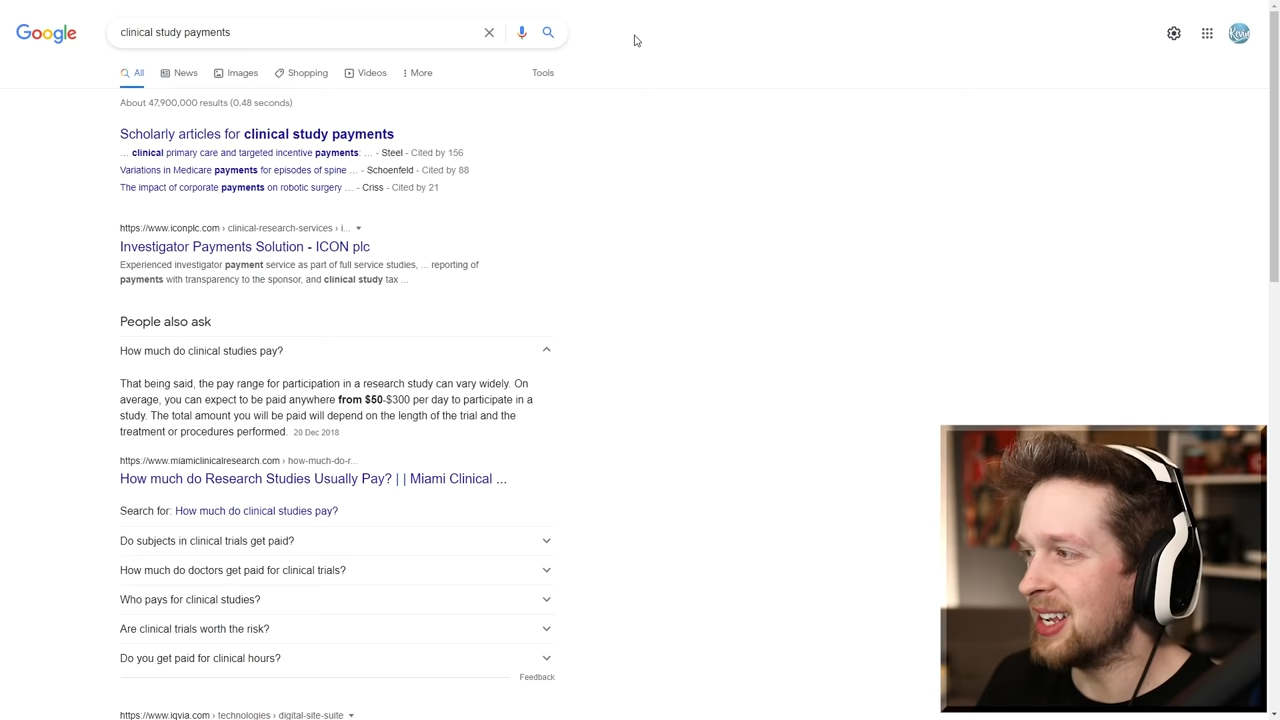 Google
clinical study payments
Kevin
All
News
Images
Shopping
Videos
More
Tools
About 47,900,000 results (0.48 seconds)
Scholarly articles for clinical study payments
... clinical primary care and targeted incentive payments: ... - Steel - Cited by 156
Variations in Medicare payments for episodes of spine ... - Schoenfeld - Cited by 88
The impact of corporate payments on robotic surgery ... - Criss - Cited by 21
https://www.iconplc.com › clinical-research-services › i...
Investigator Payments Solution - ICON plc
Experienced investigator payment service as part of full service studies, ... reporting of
payments with transparency to the sponsor, and clinical study tax ...
People also ask
How much do clinical studies pay?
That being said, the pay range for participation in a research study can vary widely. On
average, you can expect to be paid anywhere from $50-$300 per day to participate in a
study. The total amount you will be paid will depend on the length of the trial and the
treatment or procedures performed. 20 Dec 2018
https://www.miamiclinicalresearch.com › how-much-do-r...
How much do Research Studies Usually Pay? | | Miami Clinical ...
Search for: How much do clinical studies pay?
Do subjects in clinical trials get paid?
How much do doctors get paid for clinical trials?
Who pays for clinical studies?
Are clinical trials worth the risk?
Do you get paid for clinical hours?
Feedback
https://www.iqvia.com › technologies › digital-site-suite